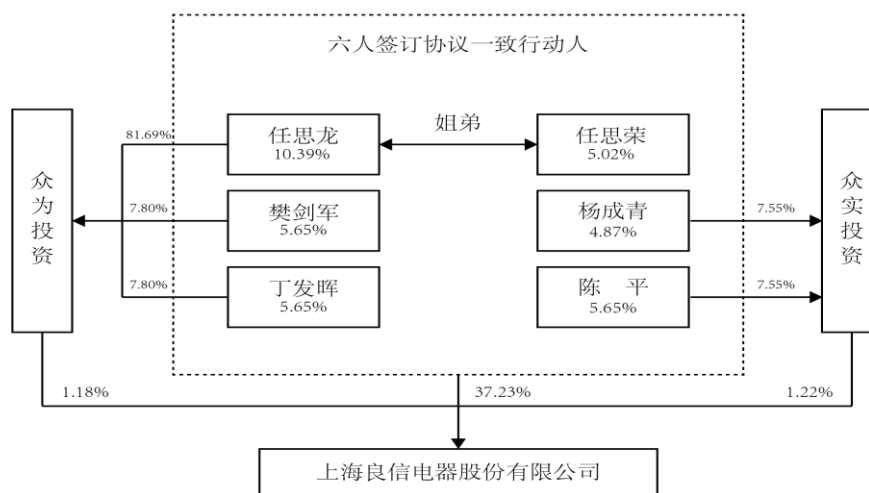 六人签订协议一致行动人
众为投资
81.69%
任思龙
10.39%
姐弟
任思荣
5.02%
众实投资
7.80%
樊剑军
5.65%
杨成青
4.87%
7.55%
7.80%
丁发晖
5.65%
陈 平
5.65%
7.55%
1.18%
37.23%
1.22%
上海良信电器股份有限公司